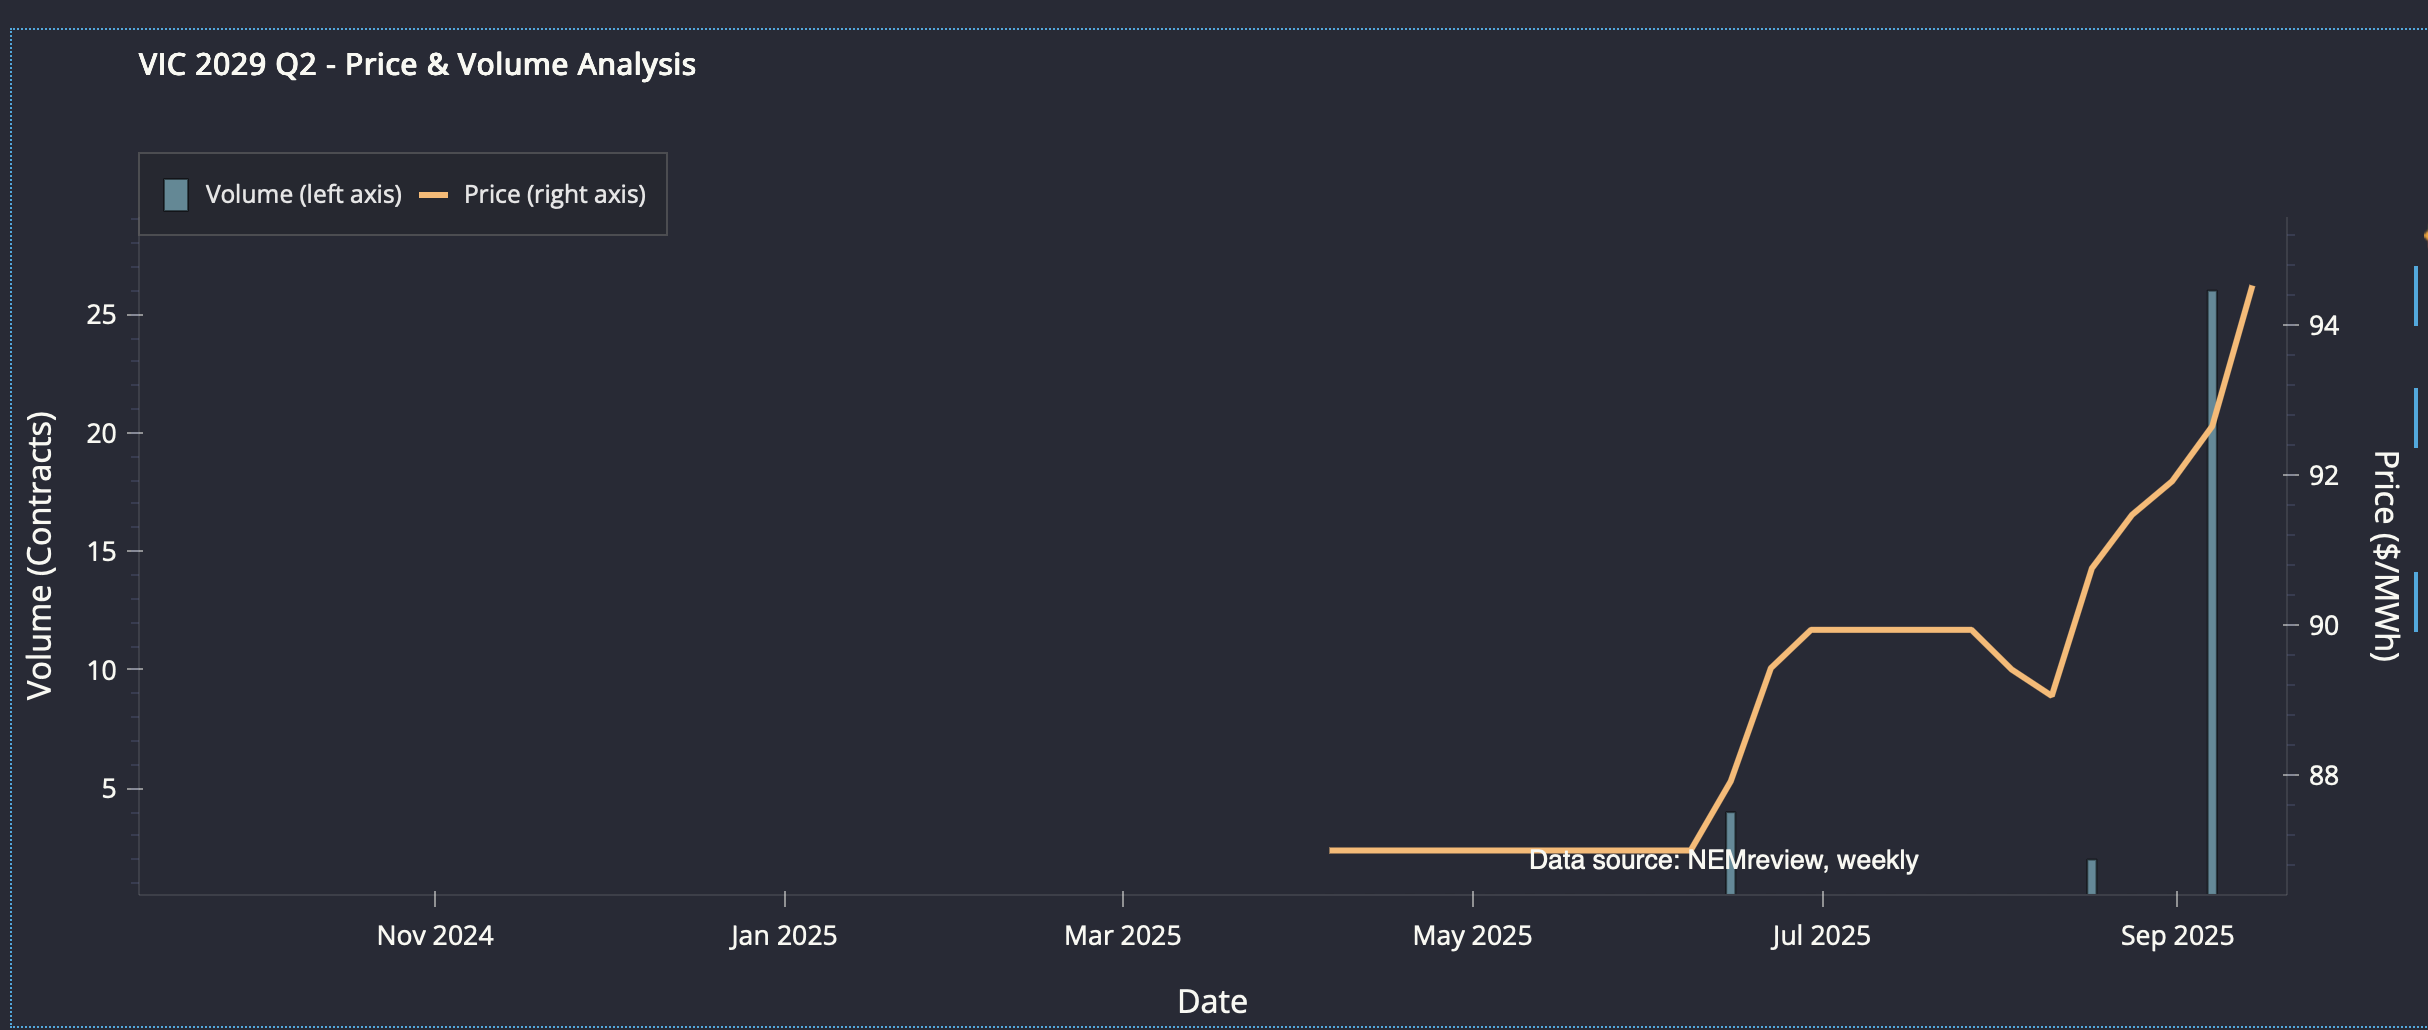 VIC 2029 Q2 - Price & Volume Analysis
Volume (left axis)
Price (right axis)
25
20
15
10
5
Volume (Contracts)
94
92
90
88
Price ($/MWh)
Data source: NEMreview, weekly
Nov 2024
Jan 2025
Mar 2025
May 2025
Jul 2025
Sep 2025
Date